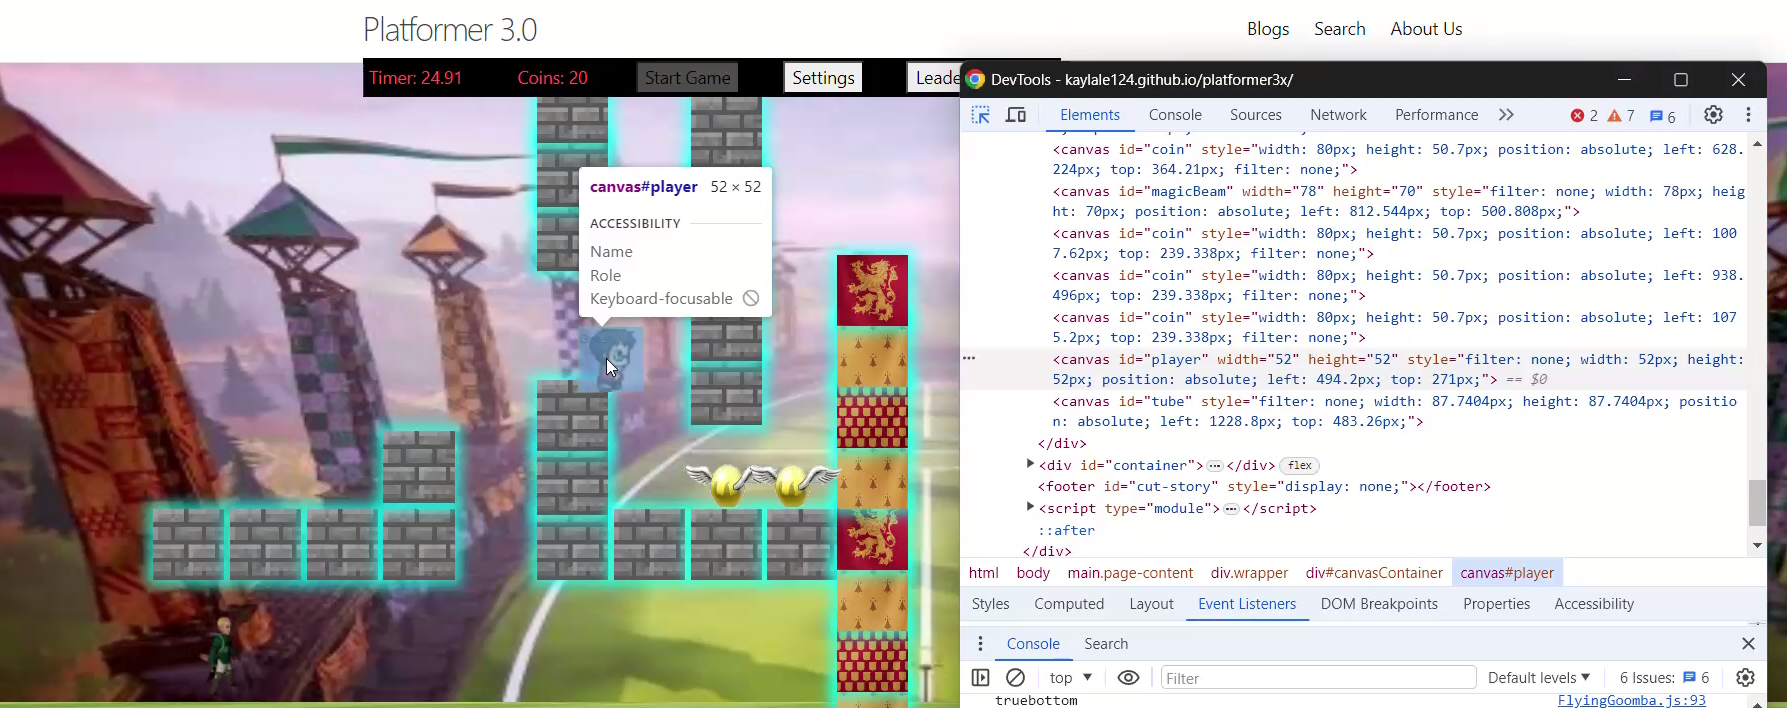 Platformer 3.0
Blogs
Search
About Us
Timer: 24.91
Coins: 20
Start Game
Settings
Leade
DevTools - kaylale124.github.io/platformer3x/
Elements
Console
Sources
Network
Performance
2
7
6
canvas#player 52 × 52
ACCESSIBILITY
Name
Role
Keyboard-focusable
<canvas id="coin" style="width: 80px; height: 50.7px; position: absolute; left: 628.
224px; top: 364.21px; filter: none;">
<canvas id="magicBeam" width="78" height="70" style="filter: none; width: 78px; heig
ht: 70px; position: absolute; left: 812.544px; top: 500.808px;">
<canvas id="coin" style="width: 80px; height: 50.7px; position: absolute; left: 100
7.62px; top: 239.338px; filter: none;">
<canvas id="coin" style="width: 80px; height: 50.7px; position: absolute; left: 938.
496px; top: 239.338px; filter: none;">
<canvas id="coin" style="width: 80px; height: 50.7px; position: absolute; left: 107
5.2px; top: 239.338px; filter: none;">
<canvas id="player" width="52" height="52" style="filter: none; width: 52px; height:
52px; position: absolute; left: 494.2px; top: 271px;"> == $0
<canvas id="tube" style="filter: none; width: 87.7404px; height: 87.7404px; positio
n: absolute; left: 1228.8px; top: 483.26px;">
</div>
<div id="container"> … </div> flex
<footer id="cut-story" style="display: none;"></footer>
<script type="module"> … </script>
::after
</div>
html
body
main.page-content
div.wrapper
div#canvasContainer
canvas#player
Styles
Computed
Layout
Event Listeners
DOM Breakpoints
Properties
Accessibility
Console
Search
top
Filter
Default levels
6 Issues: 6
truebottom
FlyingGoomba.js:93